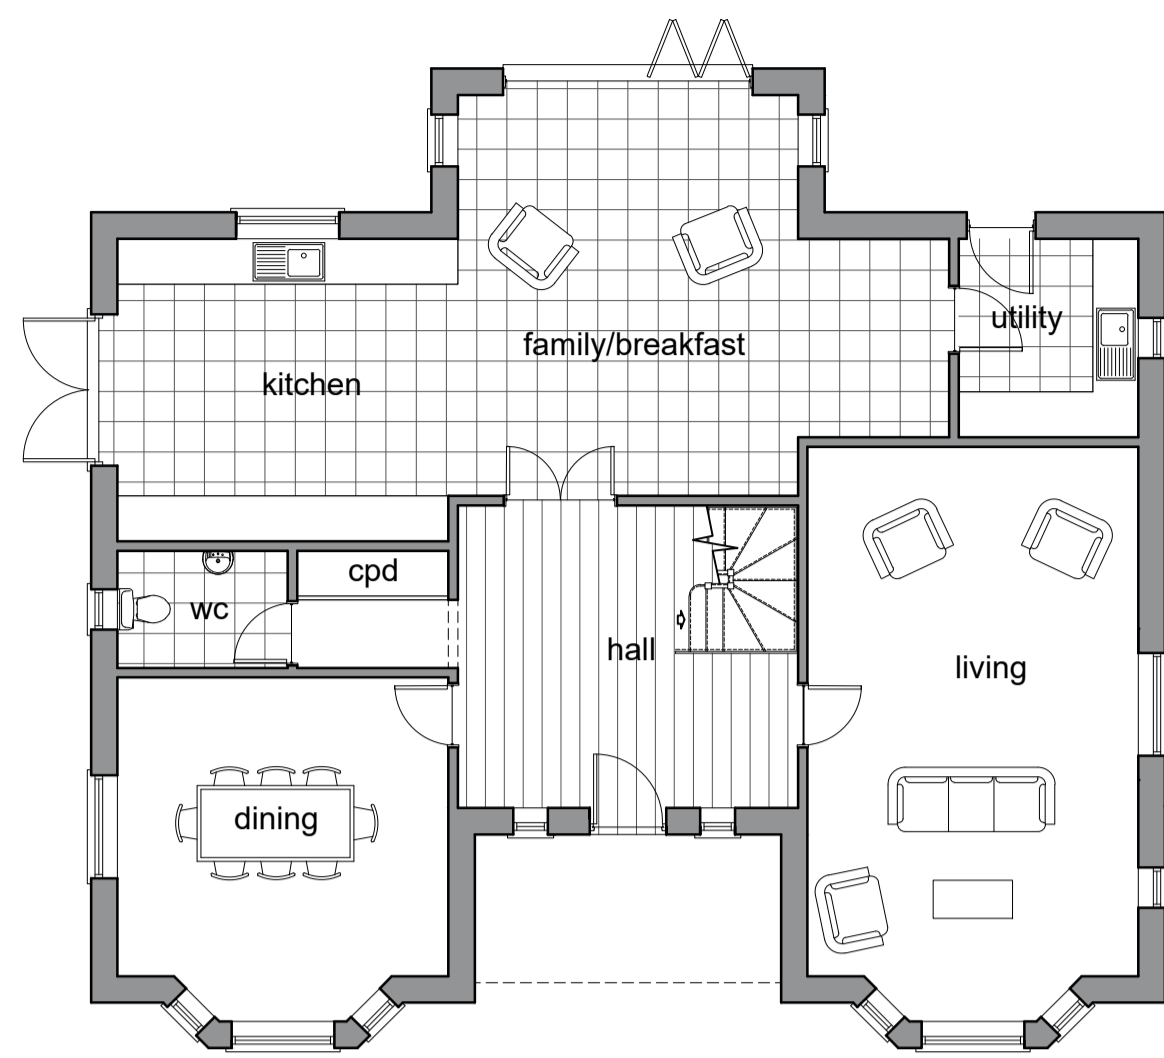 utility
family/breakfast
kitchen
cpd
wc
hall
living
dining